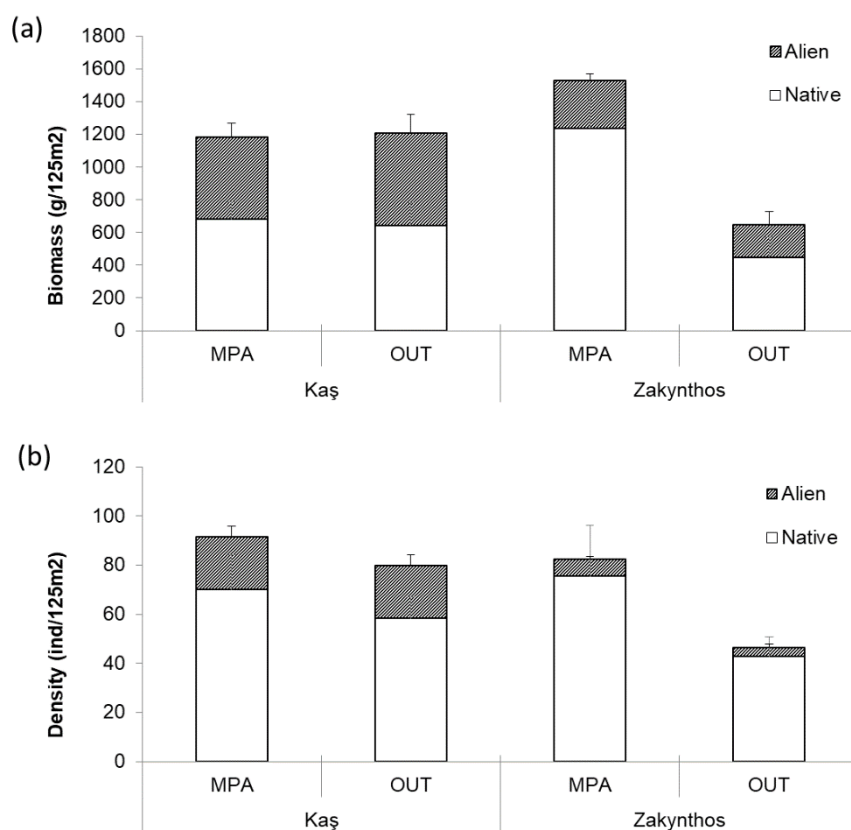 (a)
Biomass (g/125m2)
1800
1600
1400
1200
1000
800
600
400
200
0
Alien
Native
MPA OUT MPA OUT
Kaş Zakynthos
(b)
Density (ind/125m2)
120
100
80
60
40
20
0
Alien
Native
MPA OUT MPA OUT
Kaş Zakynthos